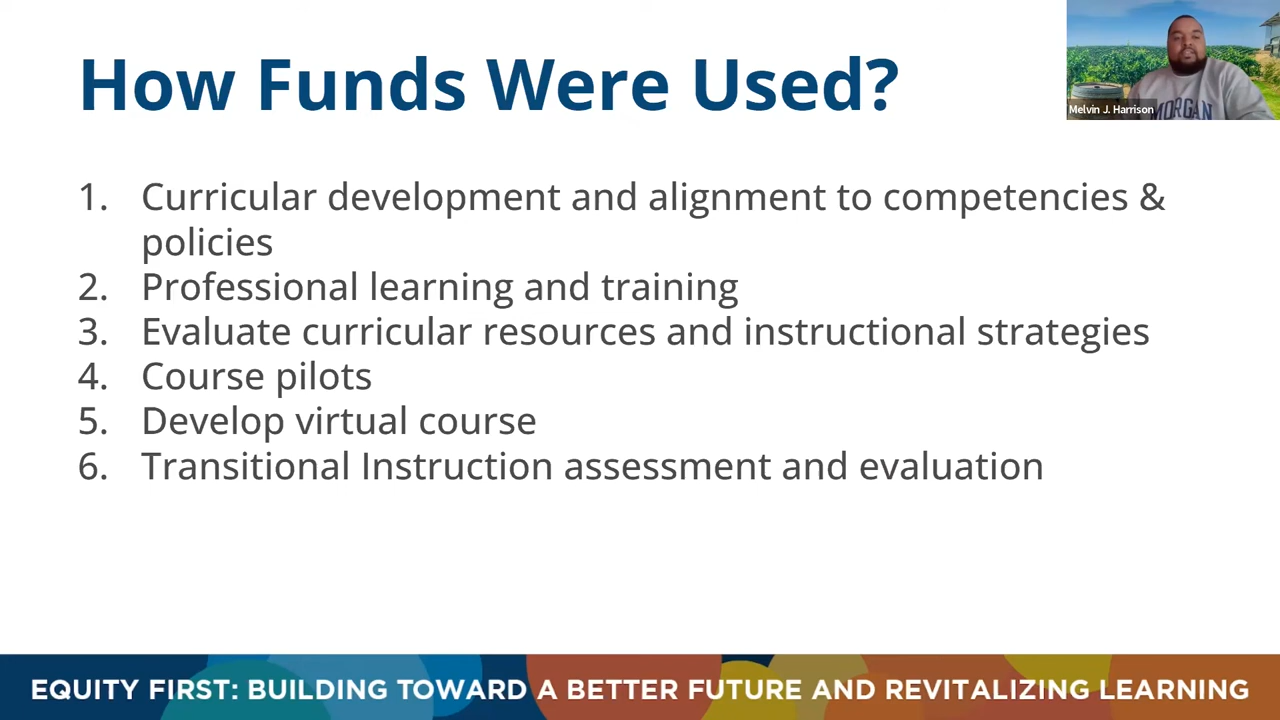 How Funds Were Used?
Melvin J. Harrison
MORGAN
1. Curricular development and alignment to competencies &
policies
2. Professional learning and training
3. Evaluate curricular resources and instructional strategies
4. Course pilots
5. Develop virtual course
6. Transitional Instruction assessment and evaluation
EQUITY FIRST: BUILDING TOWARD A BETTER FUTURE AND REVITALIZING LEARNING